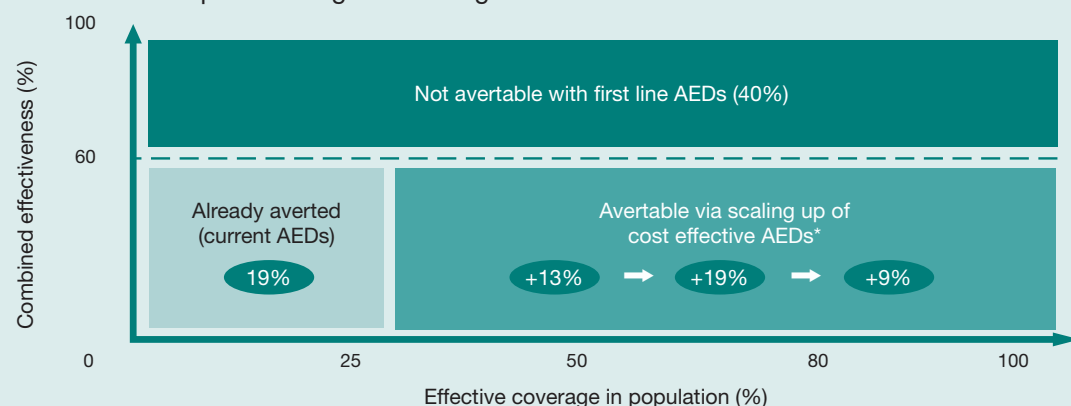 100
Combined effectiveness (%)
Not avertable with first line AEDs (40%)
60
Already averted
(current AEDs)
19%
Avertable via scaling up of
cost effective AEDs*
+13%
+19%
+9%
0
25
50
80
100
Effective coverage in population (%)